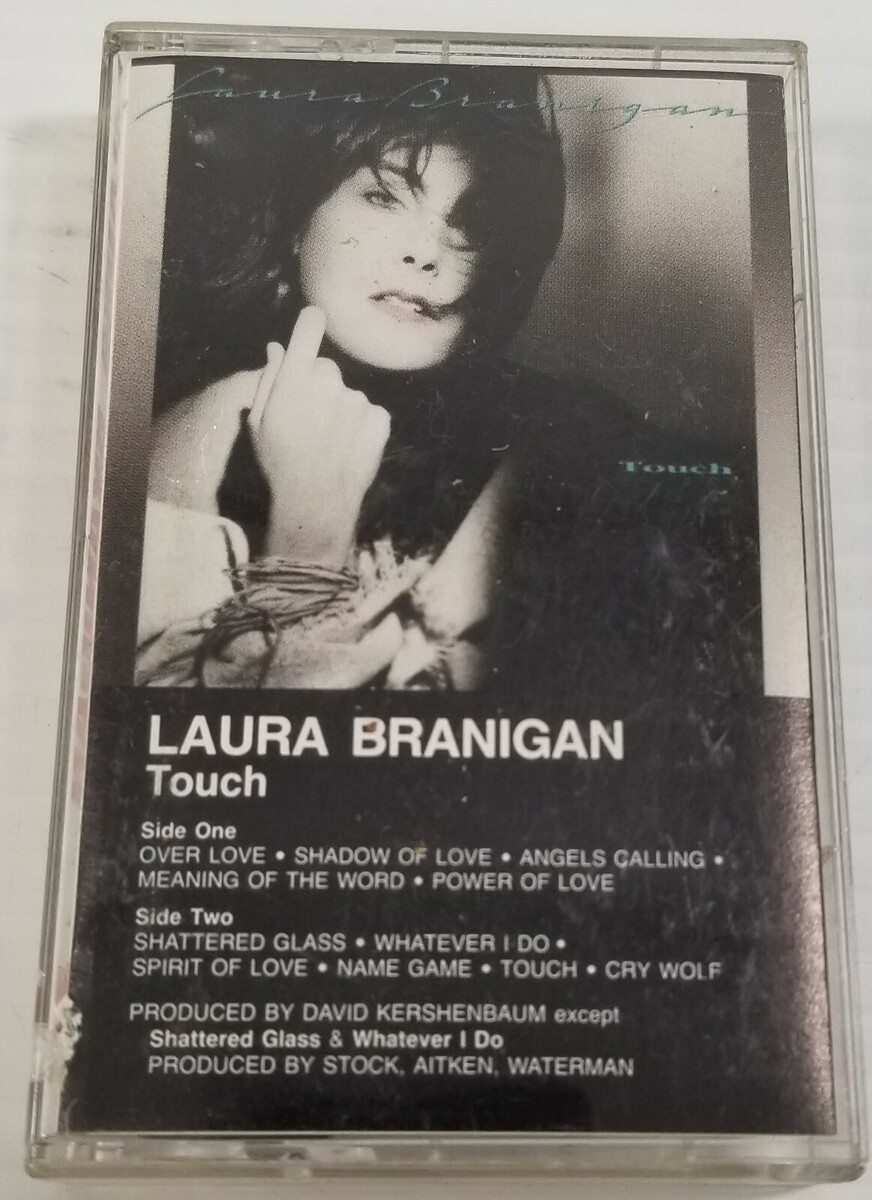 Laura Branigan
Touch
LAURA BRANIGAN
Touch
Side One
OVER LOVE • SHADOW OF LOVE • ANGELS CALLING •
MEANING OF THE WORD • POWER OF LOVE
Side Two
SHATTERED GLASS • WHATEVER I DO •
SPIRIT OF LOVE • NAME GAME • TOUCH • CRY WOLF
PRODUCED BY DAVID KERSHENBAUM except
Shattered Glass & Whatever I Do
PRODUCED BY STOCK, AITKEN, WATERMAN